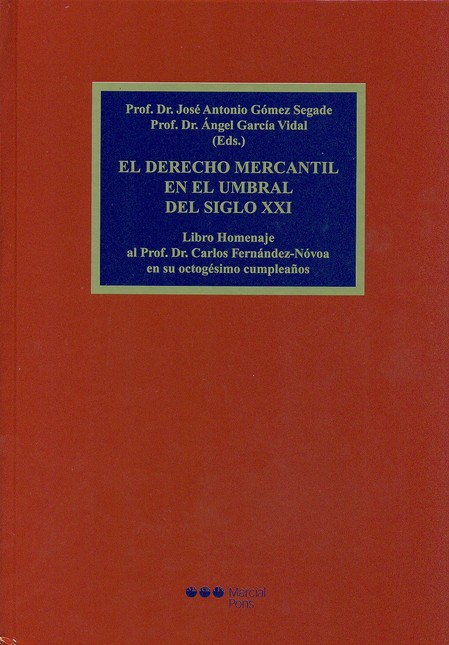 Prof. Dr. José Antonio Gómez Segade
Prof. Dr. Ángel García Vidal
(Eds.)
EL DERECHO MERCANTIL
EN EL UMBRAL
DEL SIGLO XXI
Libro Homenaje
al Prof. Dr. Carlos Fernández-Nóvoa
en su octogésimo cumpleaños
Marcial
Pons